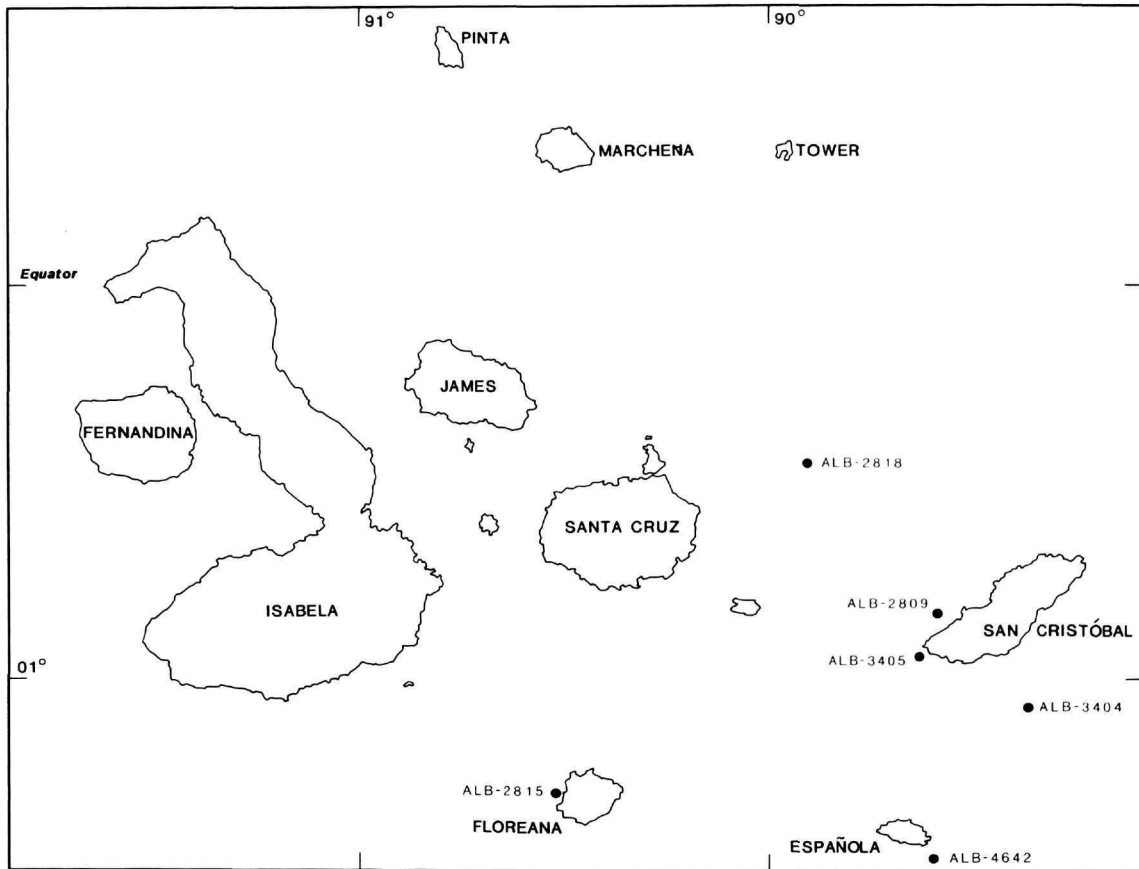 91°
90°
PINTA
MARCHENA
TOWER
Equator
JAMES
FERNANDINA
ALB-2818
SANTA CRUZ
ISABELA
ALB-2809
SAN CRISTÓBAL
ALB-3405
01°
ALB-3404
ALB-2815
FLOREANA
ESPAÑOLA
ALB-4642